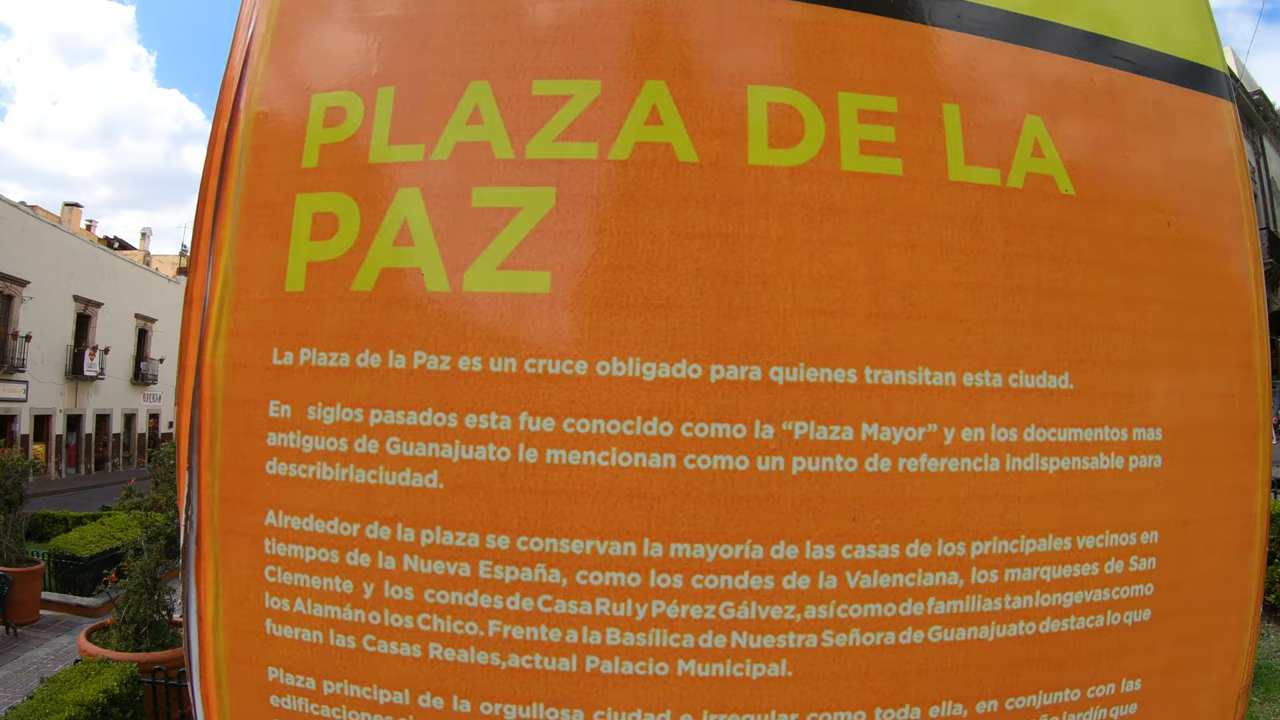 PLAZA DE LA
PAZ
La Plaza de la Paz es un cruce obligado para quienes transitan esta ciudad.
En siglos pasados esta fue conocido como la “Plaza Mayor” y en los documentos mas
antiguos de Guanajuato le mencionan como un punto de referencia indispensable para
describirlaciudad.
Alrededor de la plaza se conservan la mayoría de las casas de los principales vecinos en
tiempos de la Nueva España, como los condes de la Valenciana, los marqueses de San
Clemente y los condes de Casa Rul y Pérez Gálvez, así como de familias tan longevas como
los Alamán o los Chico. Frente a la Basílica de Nuestra Señora de Guanajuato destaca lo que
fueran las Casas Reales,actual Palacio Municipal.
Plaza principal de la orgullosa ciudad e irregular como toda ella, en conjunto con las
edificaciones jardín que